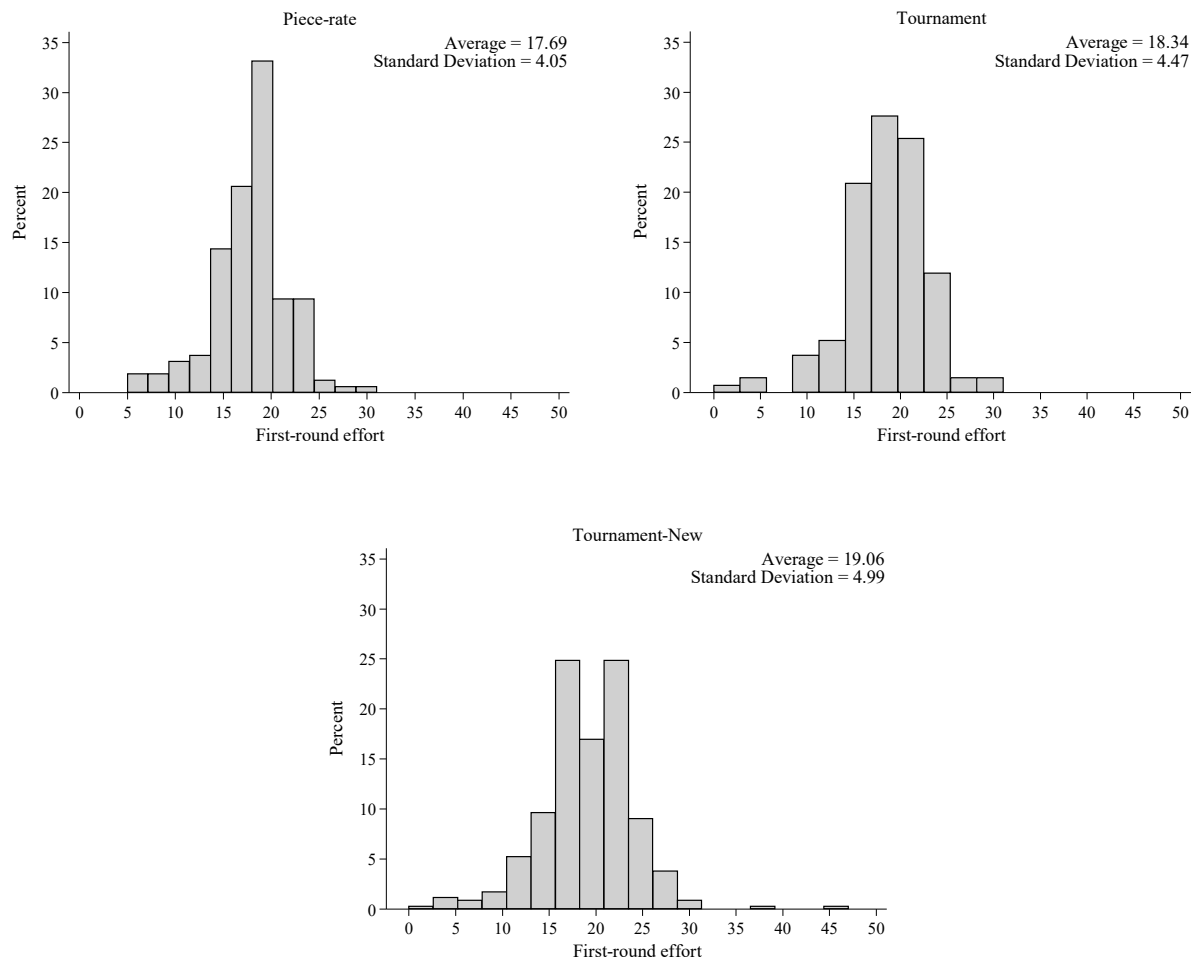 Piece-rate
Average = 17.69
Standard Deviation = 4.05
35
30
25
20
15
10
5
0
Percent
0 5 10 15 20 25 30 35 40 45 50
First-round effort
Tournament
Average = 18.34
Standard Deviation = 4.47
35
30
25
20
15
10
5
0
Percent
0 5 10 15 20 25 30 35 40 45 50
First-round effort
Tournament-New
Average = 19.06
Standard Deviation = 4.99
35
30
25
20
15
10
5
0
Percent
0 5 10 15 20 25 30 35 40 45 50
First-round effort